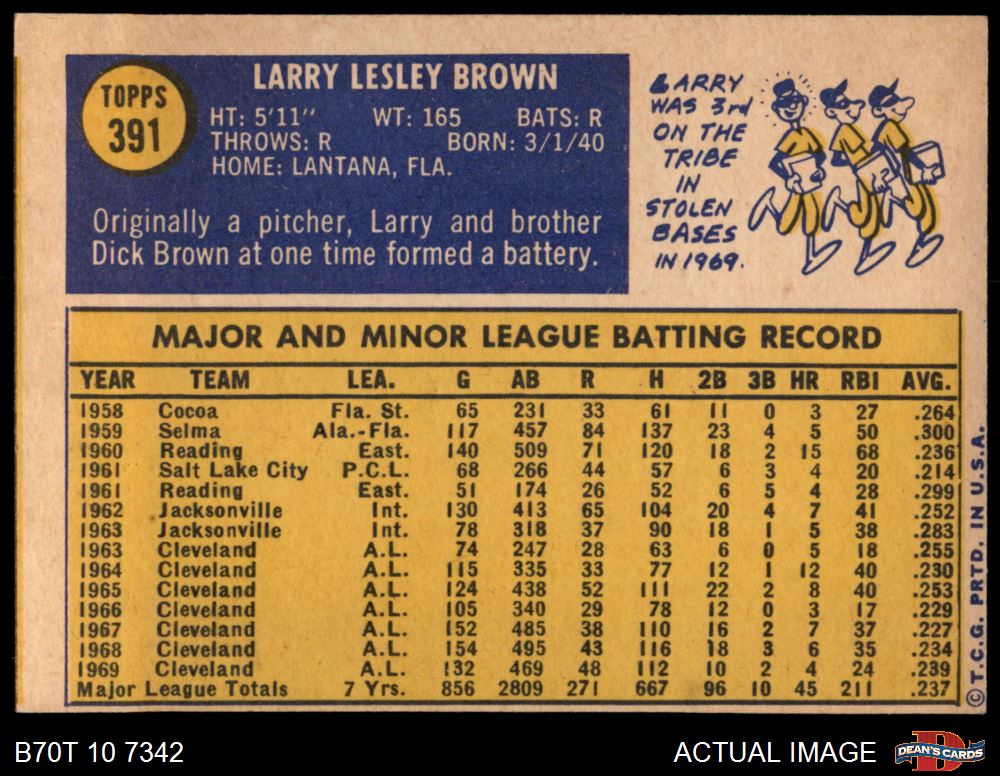 TOPPS
391
LARRY LESLEY BROWN
HT: 5'11" WT: 165 BATS: R
THROWS: R BORN: 3/1/40
HOME: LANTANA, FLA.
Originally a pitcher, Larry and brother
Dick Brown at one time formed a battery.
LARRY
WAS 3rd
ON THE
TRIBE
IN
STOLEN
BASES
IN 1969.
MAJOR AND MINOR LEAGUE BATTING RECORD
YEAR TEAM LEA. G AB R H 2B 3B HR RBI AVG.
1958 Cocoa Fla. St. 65 231 33 61 11 0 3 27 .264
1959 Selma Ala.-Fla. 117 457 84 137 23 4 5 50 .300
1960 Reading East. 140 509 71 120 18 2 15 68 .236
1961 Salt Lake City P.C.L. 68 266 44 57 6 3 4 20 .214
1961 Reading East. 51 174 26 52 6 5 4 28 .299
1962 Jacksonville Int. 130 413 65 104 20 4 7 41 .252
1963 Jacksonville Int. 78 318 37 90 18 1 5 38 .283
1963 Cleveland A.L. 74 247 28 63 6 0 5 18 .255
1964 Cleveland A.L. 115 335 33 77 12 1 12 40 .230
1965 Cleveland A.L. 124 438 52 111 22 2 8 40 .253
1966 Cleveland A.L. 105 340 29 78 12 0 3 17 .229
1967 Cleveland A.L. 152 485 38 110 16 2 7 37 .227
1968 Cleveland A.L. 154 495 43 116 18 3 6 35 .234
1969 Cleveland A.L. 132 469 48 112 10 2 4 24 .239
Major League Totals 7 Yrs. 856 2809 271 667 96 10 45 211 .237
© T.C.G. PRTD. IN U.S.A.
B70T 10 7342
ACTUAL IMAGE
D
DEAN'S CARDS